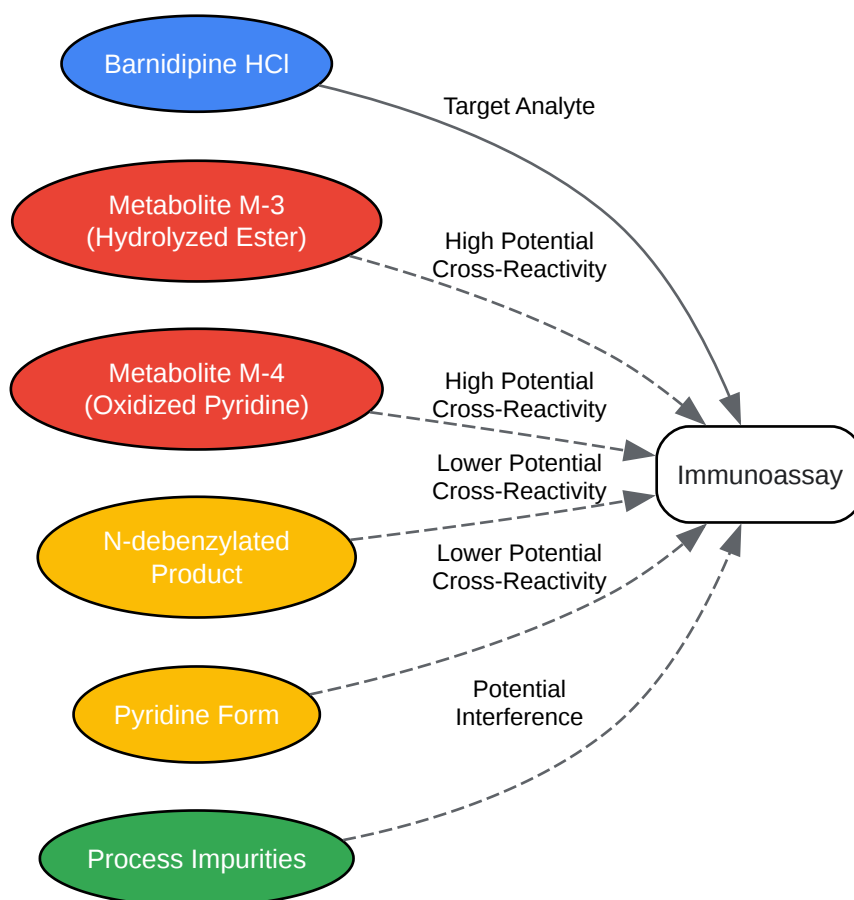 Barnidipine HCl
Target Analyte
Metabolite M-3
(Hydrolyzed Ester)
High Potential
Cross-Reactivity
Metabolite M-4
(Oxidized Pyridine)
High Potential
Cross-Reactivity
Lower Potential
Cross-Reactivity
Immunoassay
N-debenzylated
Product
Lower Potential
Cross-Reactivity
Pyridine Form
Potential
Interference
Process Impurities